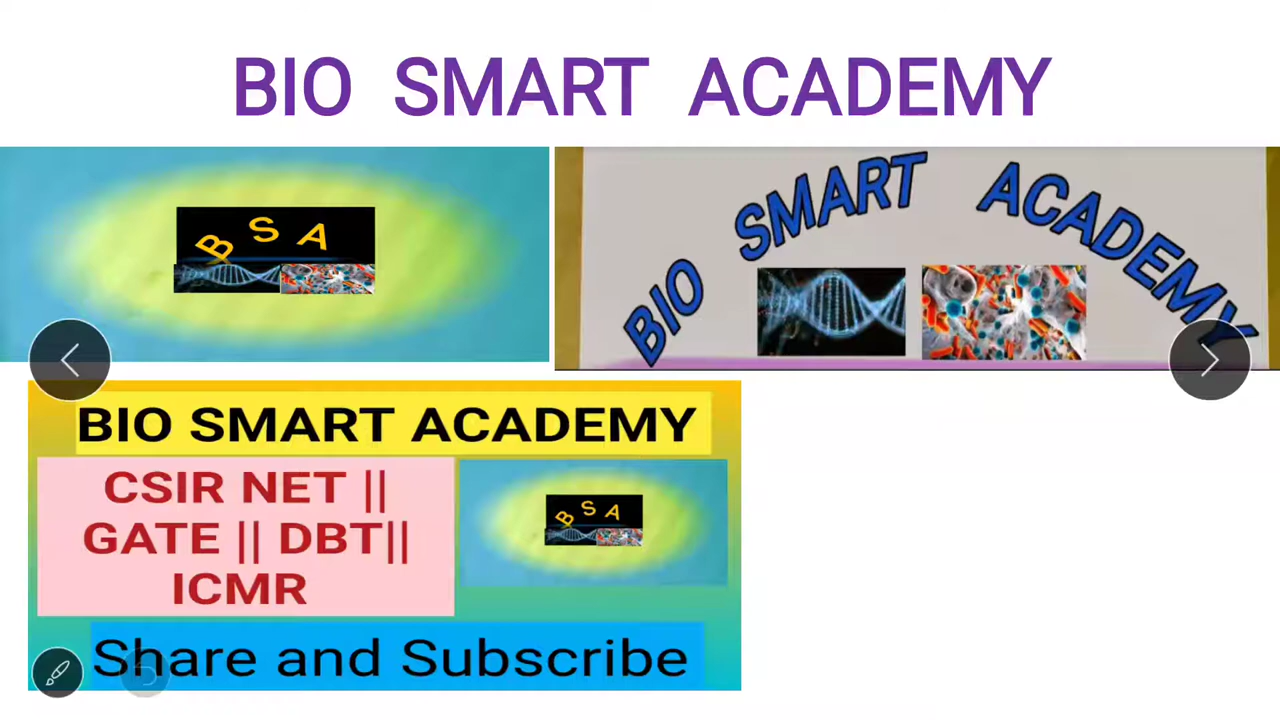 BIO SMART ACADEMY
B S A
BIO SMART ACADEMY
BIO SMART ACADEMY
CSIR NET ||
GATE || DBT||
ICMR
B S A
Share and Subscribe